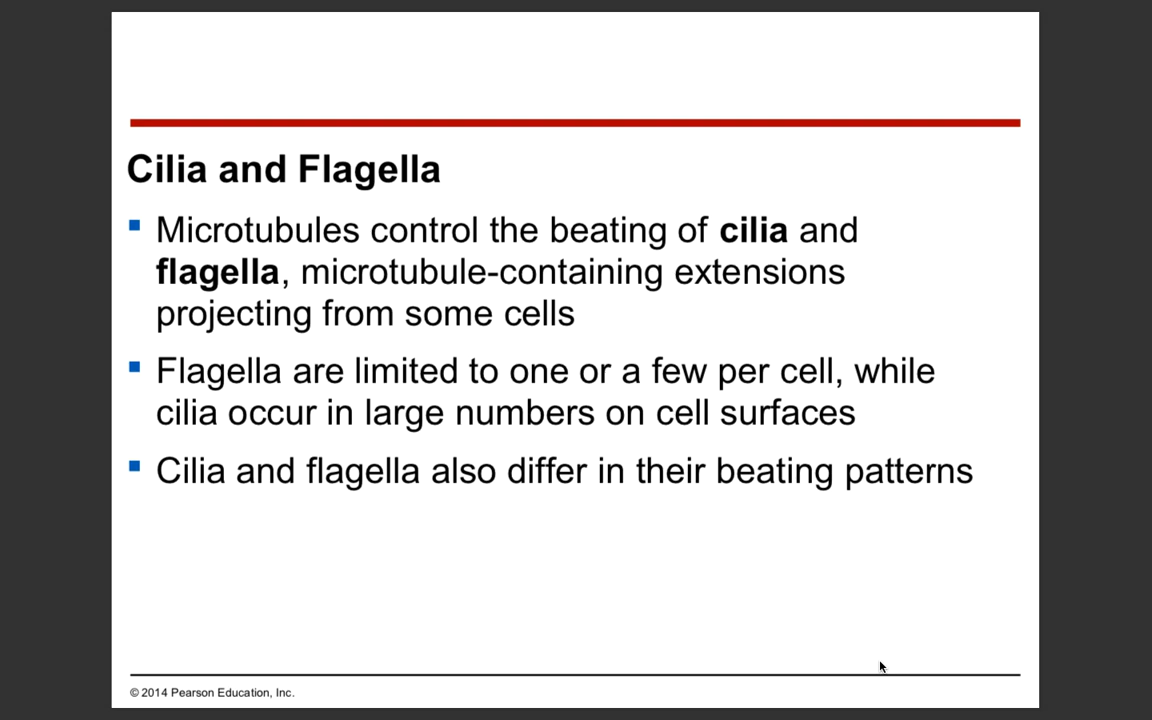 Cilia and Flagella
Microtubules control the beating of cilia and
flagella, microtubule-containing extensions
projecting from some cells
Flagella are limited to one or a few per cell, while
cilia occur in large numbers on cell surfaces
Cilia and flagella also differ in their beating patterns
© 2014 Pearson Education, Inc.